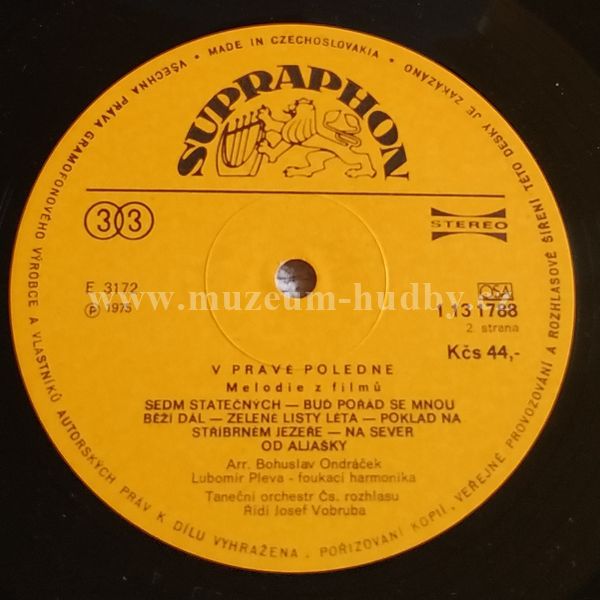 VŠECHNA PRÁVA GRAMOFONOVÉHO VÝROBCE A VLASTNÍKŮ AUTORSKÝCH PRÁV K DÍLU VYHRAŽENA. POŘIZOVÁNÍ KOPIÍ, VEŘEJNÉ PROVOZOVÁNÍ A ROZHLASOVÉ ŠÍŘENÍ TÉTO DESKY JE ZAKÁZÁNO • MADE IN CZECHOSLOVAKIA •
SUPRAPHON
33
STEREO
E 3172
OSA
℗ 1975
1 13 1788
2. strana
www.muzeum-hudby.cz
Kčs 44,-
V PRAVÉ POLEDNE
Melodie z filmů
SEDM STATEČNÝCH — BUĎ POŘÁD SE MNOU
BĚŽÍ DÁL — ZELENÉ LISTY LÉTA — POKLAD NA
STŘÍBRNÉM JEZEŘE — NA SEVER
OD ALJAŠKY
Arr. Bohuslav Ondráček
Lubomír Pleva - foukací harmonika
Taneční orchestr Čs. rozhlasu
Řídí Josef Vobruba